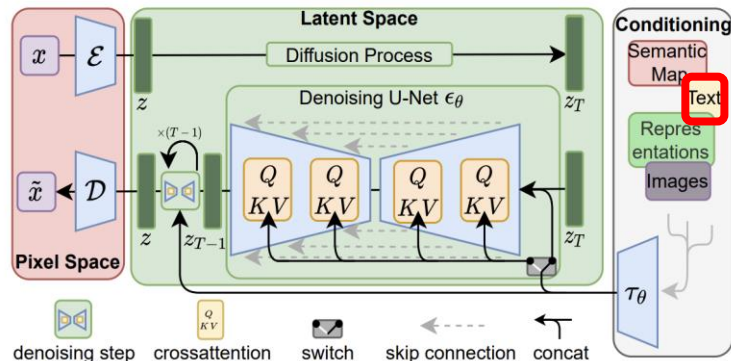 Latent Space
Conditioning
x
ℰ
z
Diffusion Process
z_T
Semantic
Map
Text
Repres
entations
Images
Denoising U-Net ϵ_θ
×(T−1)
x̃
𝒟
z
z_{T−1}
Q
KV
Q
KV
Q
KV
Q
KV
z_T
τ_θ
Pixel Space
Q
KV
denoising step
crossattention
switch
skip connection
concat